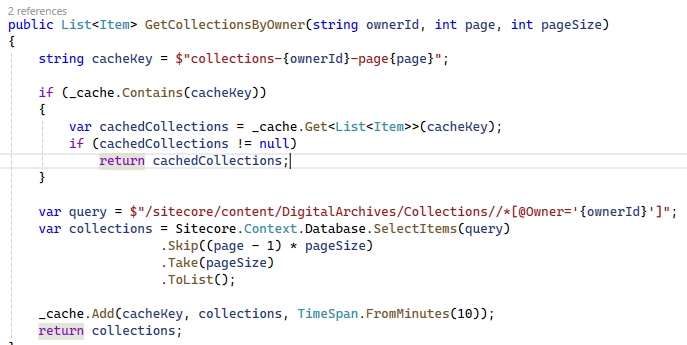 2 references
public List<Item> GetCollectionsByOwner(string ownerId, int page, int pageSize)
{
    string cacheKey = $"collections-{ownerId}-page{page}";

    if (_cache.Contains(cacheKey))
    {
        var cachedCollections = _cache.Get<List<Item>>(cacheKey);
        if (cachedCollections != null)
            return cachedCollections;
    }

    var query = $"/sitecore/content/DigitalArchives/Collections//*[@Owner='{ownerId}']";
    var collections = Sitecore.Context.Database.SelectItems(query)
                    .Skip((page - 1) * pageSize)
                    .Take(pageSize)
                    .ToList();

    _cache.Add(cacheKey, collections, TimeSpan.FromMinutes(10));
    return collections;
}